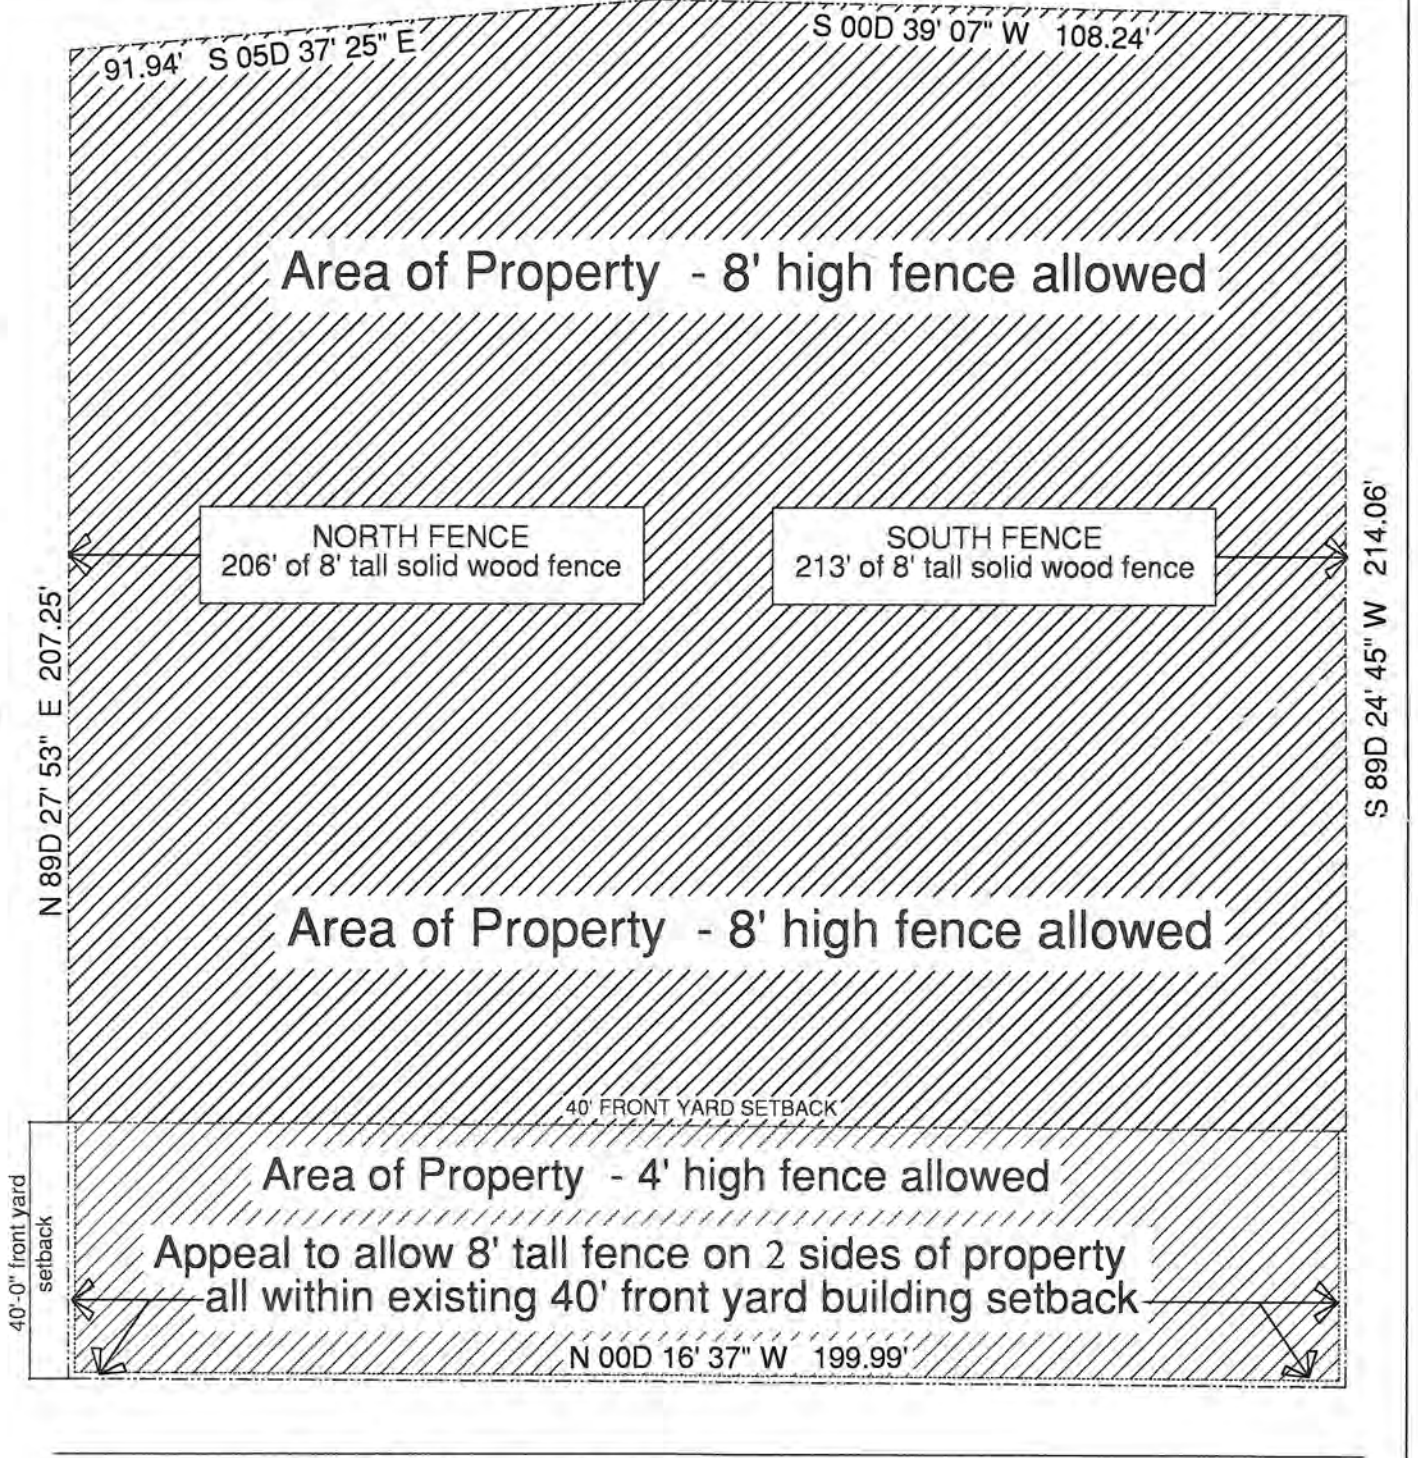 91.94' S 05D 37' 25" E
S 00D 39' 07" W 108.24'
Area of Property - 8' high fence allowed
NORTH FENCE
206' of 8' tall solid wood fence
SOUTH FENCE
213' of 8' tall solid wood fence
N 89D 27' 53" E 207.25'
S 89D 24' 45" W 214.06'
Area of Property - 8' high fence allowed
40' FRONT YARD SETBACK
40'-0" front yard
setback
Area of Property - 4' high fence allowed
Appeal to allow 8' tall fence on 2 sides of property
all within existing 40' front yard building setback
N 00D 16' 37" W 199.99'